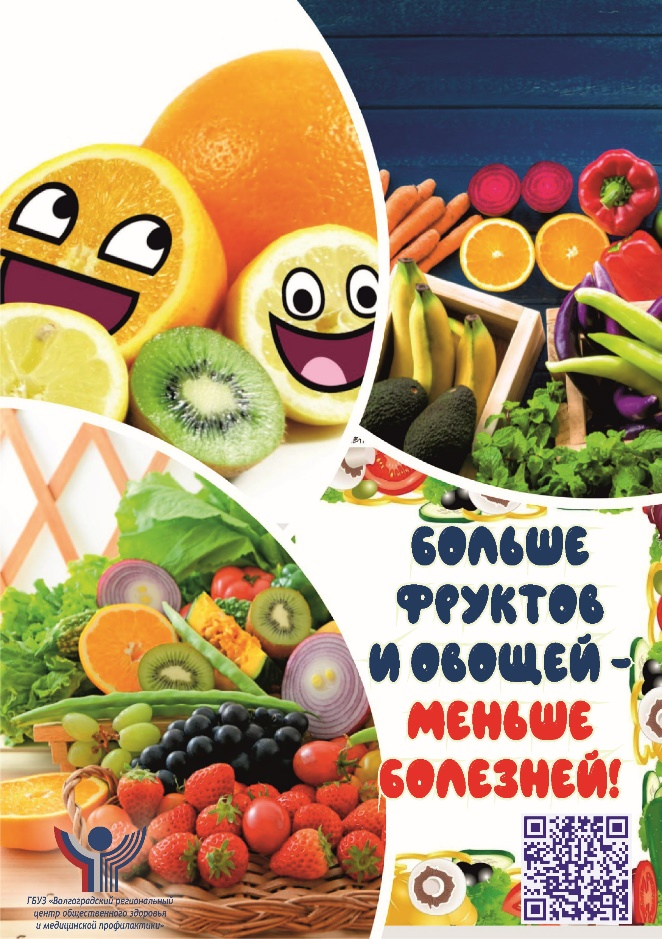 БОЛЬШЕ
ФРУКТОВ
И ОВОЩЕЙ -
МЕНЬШЕ
БОЛЕЗНЕЙ!
ГБУЗ «Волгоградский региональный
центр общественного здоровья
и медицинской профилактики»